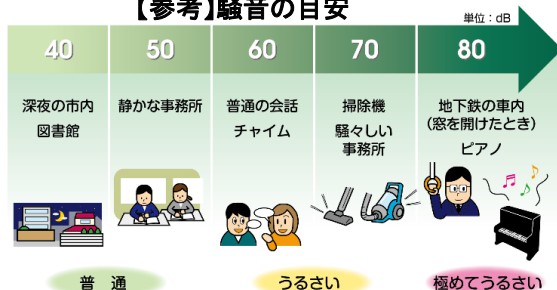 【参考】騒音の目安
単位：dB
40
50
60
70
80
深夜の市内
図書館
静かな事務所
普通の会話
チャイム
掃除機
騒々しい
事務所
地下鉄の車内
(窓を開けたとき)
ピアノ
普　通
うるさい
極めてうるさい